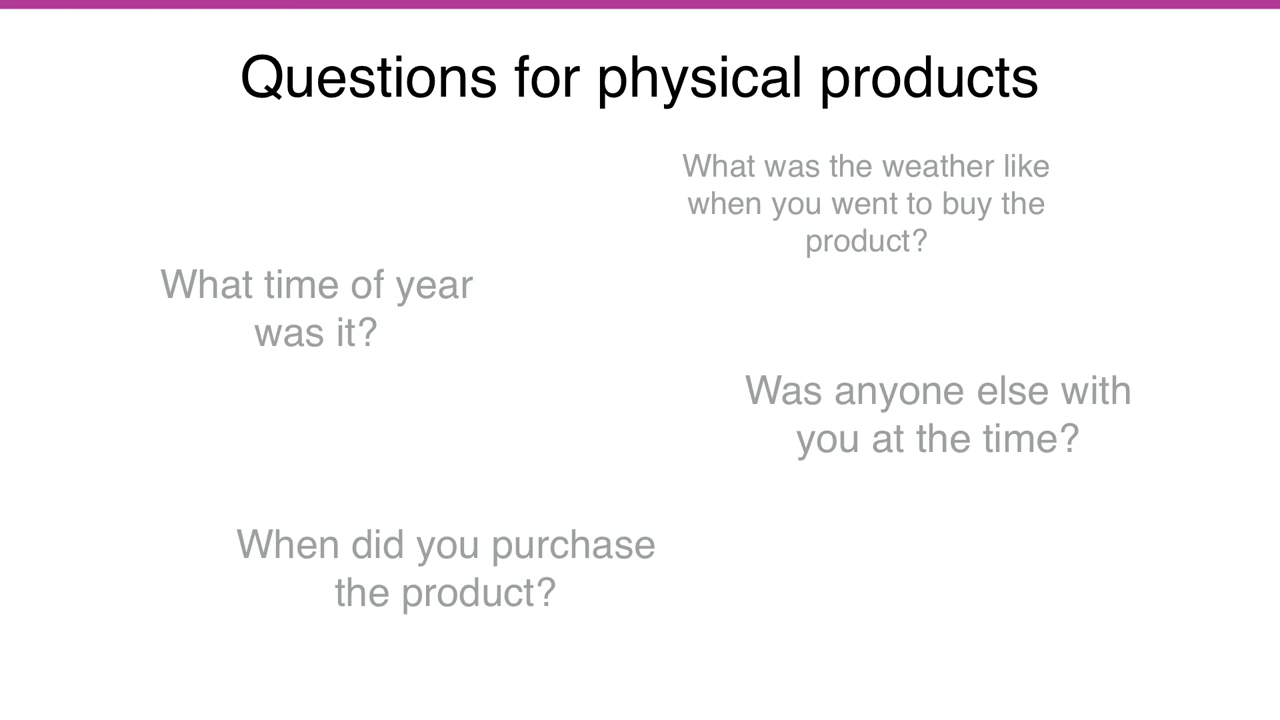 Questions for physical products
What was the weather like
when you went to buy the
product?
What time of year
was it?
Was anyone else with
you at the time?
When did you purchase
the product?